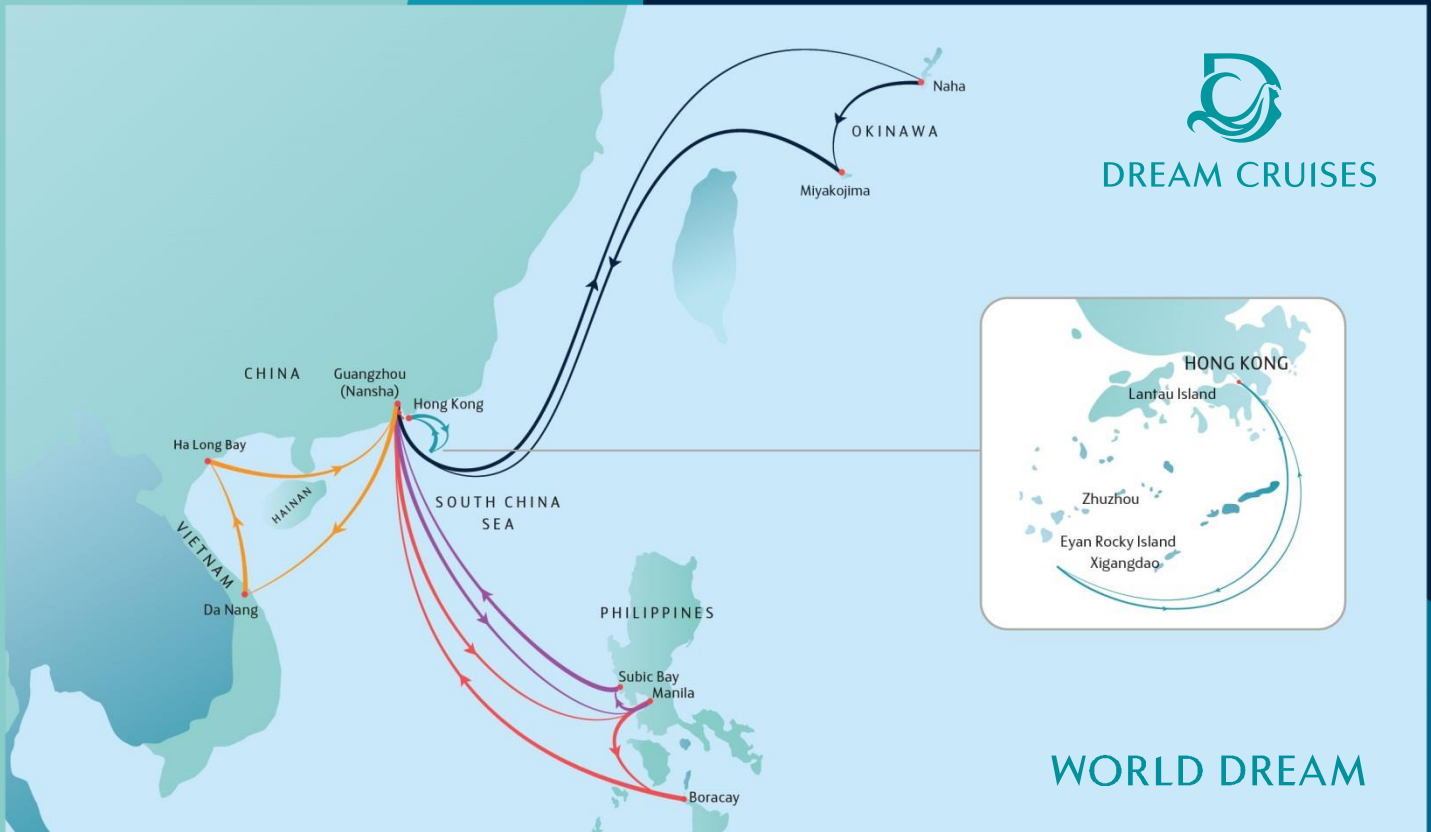 Naha
OKINAWA
Miyakojima
DREAM CRUISES
CHINA
Guangzhou
(Nansha)
Hong Kong
Ha Long Bay
HAINAN
SOUTH CHINA
SEA
VIETNAM
Da Nang
PHILIPPINES
Subic Bay
Manila
Boracay
HONG KONG
Lantau Island
Zhuzhou
Eyan Rocky Island
Xigangdao
WORLD DREAM